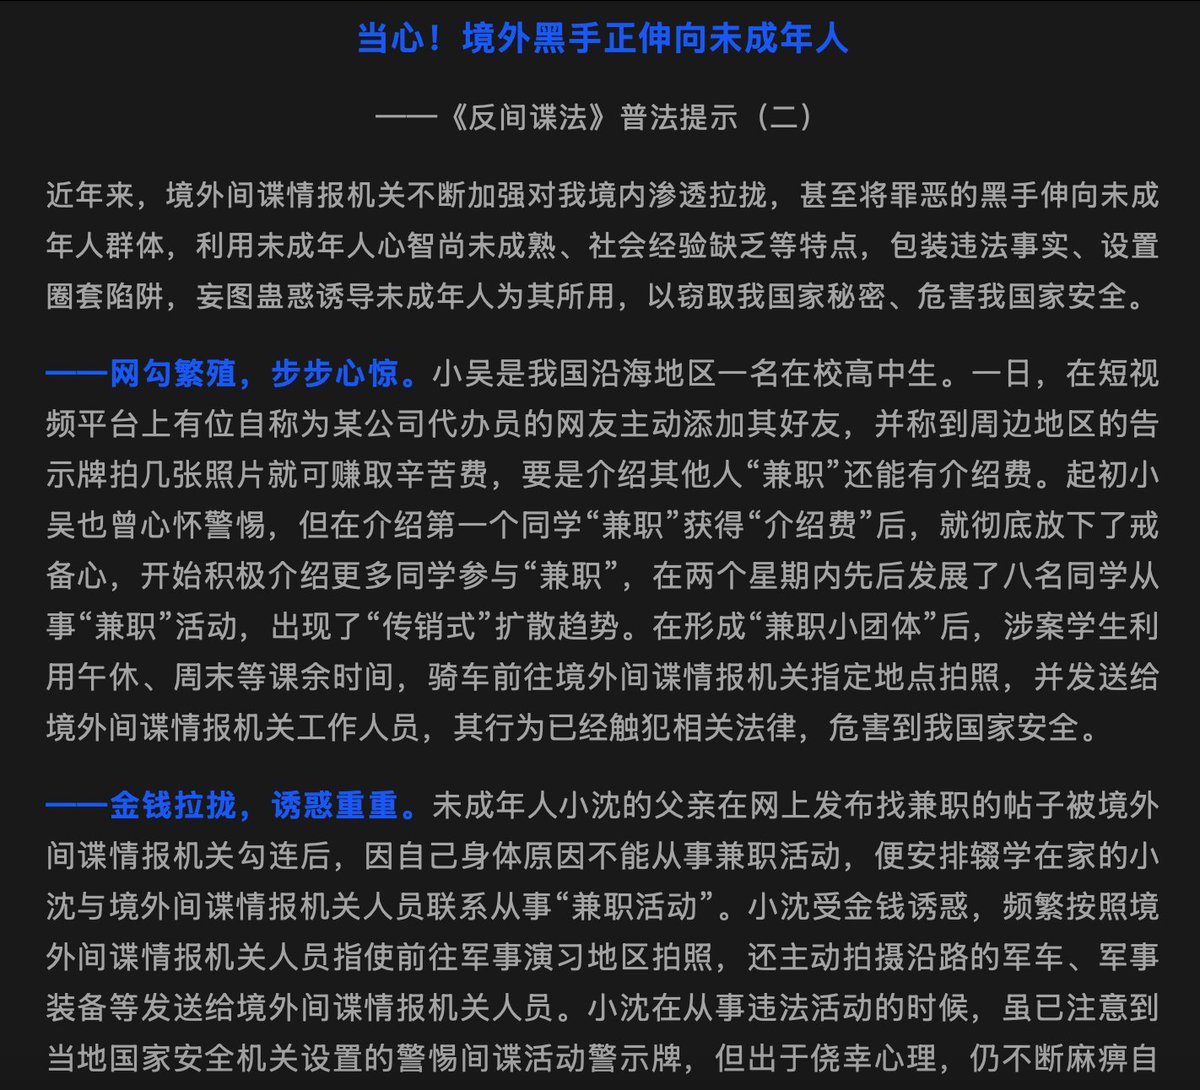 当心！境外黑手正伸向未成年人
——《反间谍法》普法提示（二）
近年来，境外间谍情报机关不断加强对我境内渗透拉拢，甚至将罪恶的黑手伸向未成
年人群体，利用未成年人心智尚未成熟、社会经验缺乏等特点，包装违法事实、设置
圈套陷阱，妄图蛊惑诱导未成年人为其所用，以窃取我国家秘密、危害我国家安全。
——网勾繁殖，步步心惊。小吴是我国沿海地区一名在校高中生。一日，在短视
频平台上有位自称为某公司代办员的网友主动添加其好友，并称到周边地区的告
示牌拍几张照片就可赚取辛苦费，要是介绍其他人“兼职”还能有介绍费。起初小
吴也曾心怀警惕，但在介绍第一个同学“兼职”获得“介绍费”后，就彻底放下了戒
备心，开始积极介绍更多同学参与“兼职”，在两个星期内先后发展了八名同学从
事“兼职”活动，出现了“传销式”扩散趋势。在形成“兼职小团体”后，涉案学生利
用午休、周末等课余时间，骑车前往境外间谍情报机关指定地点拍照，并发送给
境外间谍情报机关工作人员，其行为已经触犯相关法律，危害到我国家安全。
——金钱拉拢，诱惑重重。未成年人小沈的父亲在网上发布找兼职的帖子被境外
间谍情报机关勾连后，因自己身体原因不能从事兼职活动，便安排辍学在家的小
沈与境外间谍情报机关人员联系从事“兼职活动”。小沈受金钱诱惑，频繁按照境
外间谍情报机关人员指使前往军事演习地区拍照，还主动拍摄沿路的军车、军事
装备等发送给境外间谍情报机关人员。小沈在从事违法活动的时候，虽已注意到
当地国家安全机关设置的警惕间谍活动警示牌，但出于侥幸心理，仍不断麻痹自